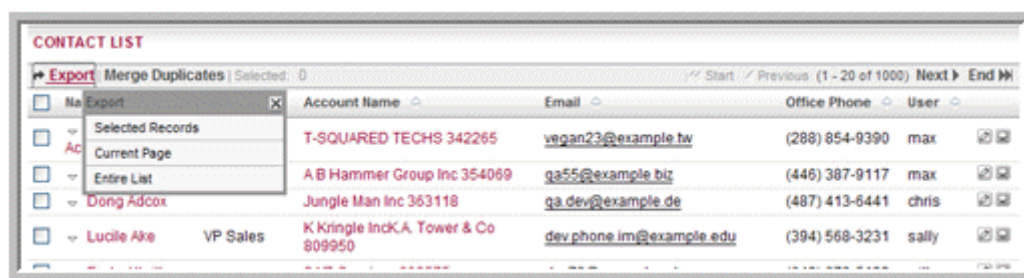 CONTACT LIST
Export | Merge Duplicates | Selected: 0 Start Previous (1 - 20 of 1000) Next End
Na Export Account Name Email Office Phone User
Selected Records
T-SQUARED TECHS 342265 vegan23@example.tw (288) 854-9390 max
Ac Current Page
Entire List A B Hammer Group Inc 354069 qa55@example.biz (446) 387-9117 max
Dong Adcox Jungle Man Inc 363118 qa.dev@example.de (487) 413-6441 chris
Lucile Ake VP Sales K Kringle IncK.A. Tower & Co dev.phone.im@example.edu (394) 568-3231 sally
809950